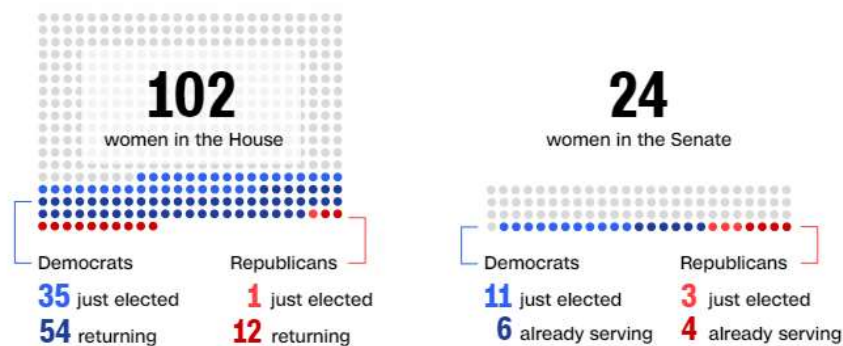 102
women in the House
Democrats
35 just elected
54 returning
Republicans
1 just elected
12 returning
24
women in the Senate
Democrats
11 just elected
6 already serving
Republicans
3 just elected
4 already serving